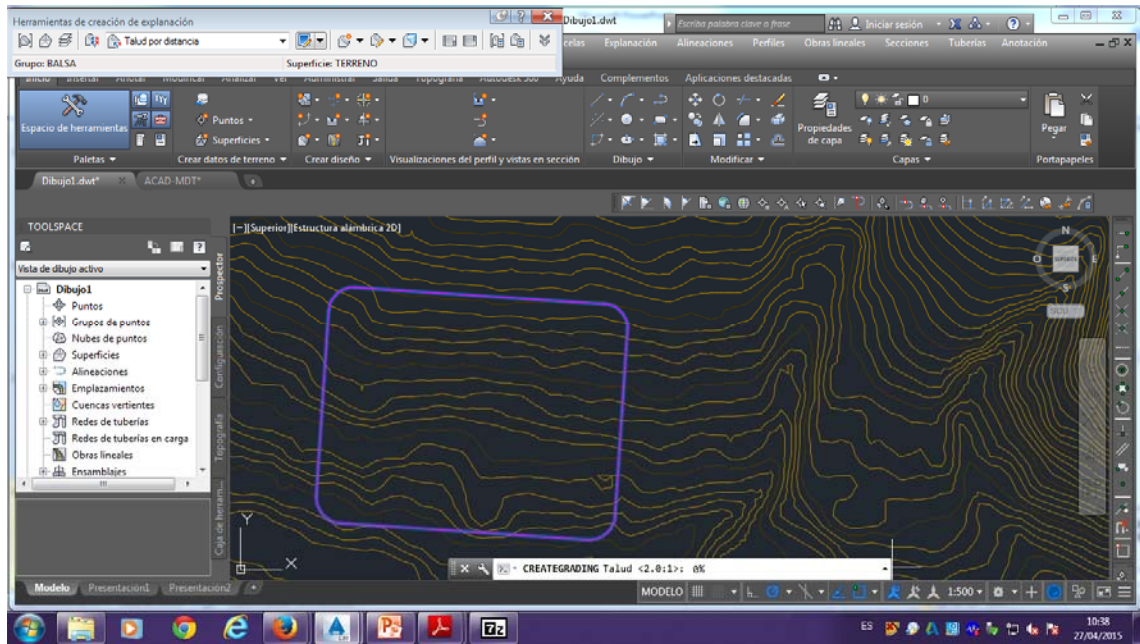 Herramientas de creación de explanación
Talud por distancia
Grupo: BALSA
Superficie: TERRENO
Dibujo1.dwt
Escriba palabra clave o frase
Iniciar sesión
Explanación Alineaciones Perfiles Obras lineales Secciones Tuberías Anotación
Ayuda Complementos Aplicaciones destacadas
Espacio de herramientas
Puntos
Superficies
0
Propiedades de capa
Pegar
Paletas
Crear datos de terreno
Crear diseño
Visualizaciones del perfil y vistas en sección
Dibujo
Modificar
Capas
Portapapeles
Dibujo1.dwt*
ACAD-MDT*
TOOLSPACE
[−][Superior][Estructura alámbrica 2D]
Vista de dibujo activo
Dibujo1
Puntos
Grupos de puntos
Nubes de puntos
Superficies
Alineaciones
Emplazamientos
Cuencas vertientes
Redes de tuberías
Redes de tuberías en carga
Obras lineales
Ensamblajes
Prospector
Configuración
Topografía
Caja de herram...
N
O
E
S
SUPERIOR
Y
X
CREATEGRADING Talud <2.0:1>: 0%
Modelo
Presentación1
Presentación2
MODELO
1:500
ES
10:38
27/04/2015